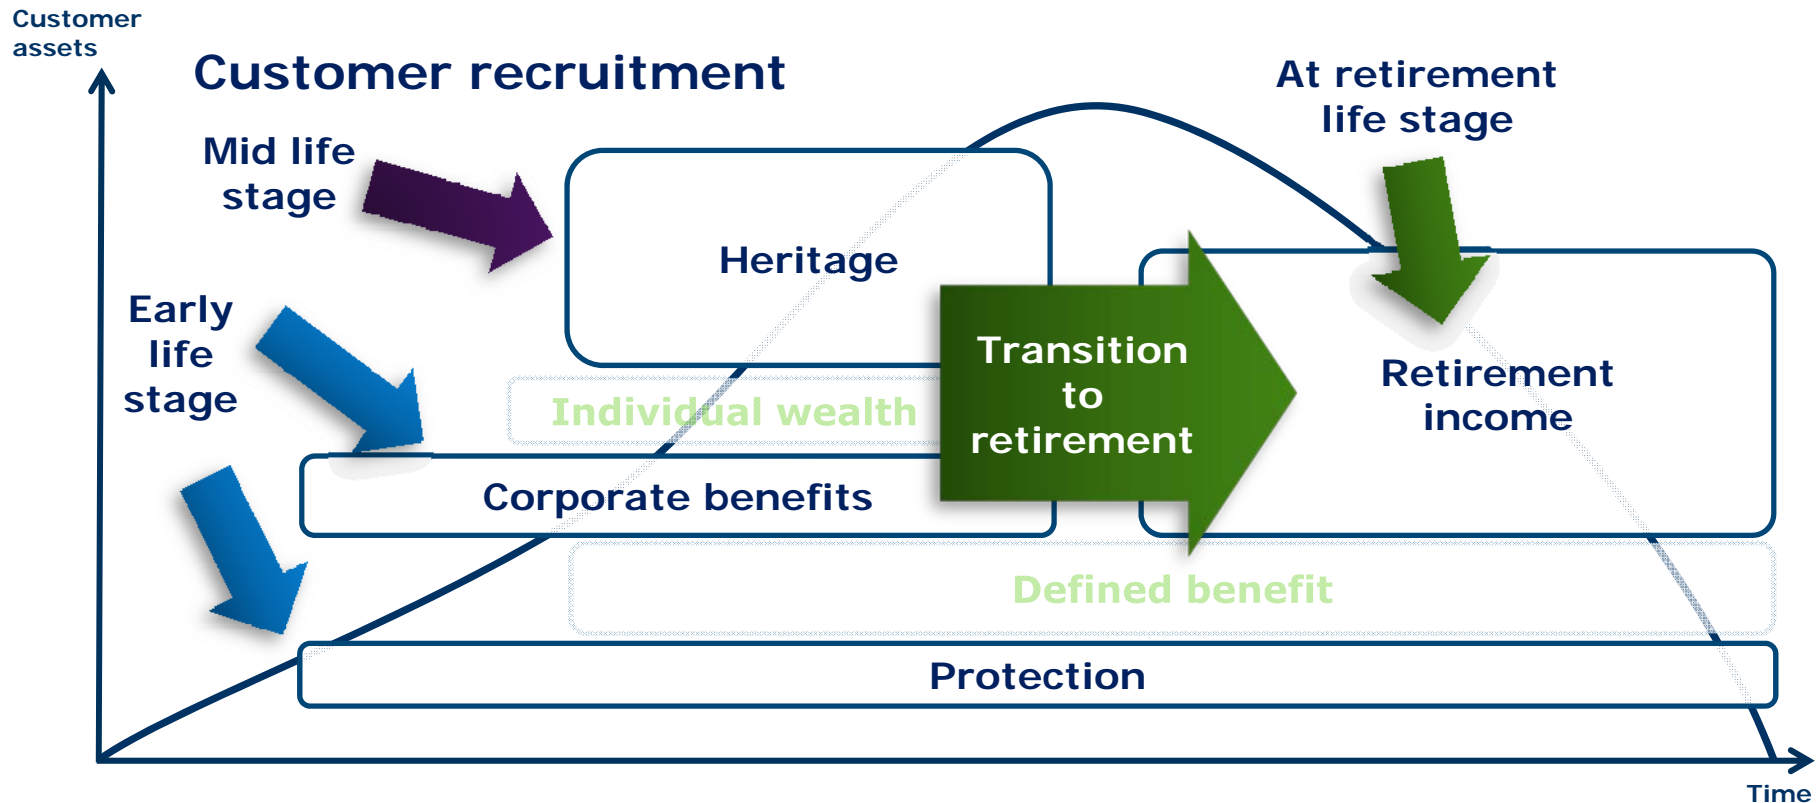 Customer
assets
Customer recruitment
At retirement
life stage
Mid life
stage
Heritage
Early
life
stage
Transition
to
retirement
Retirement
income
Individual wealth
Corporate benefits
Defined benefit
Protection
Time